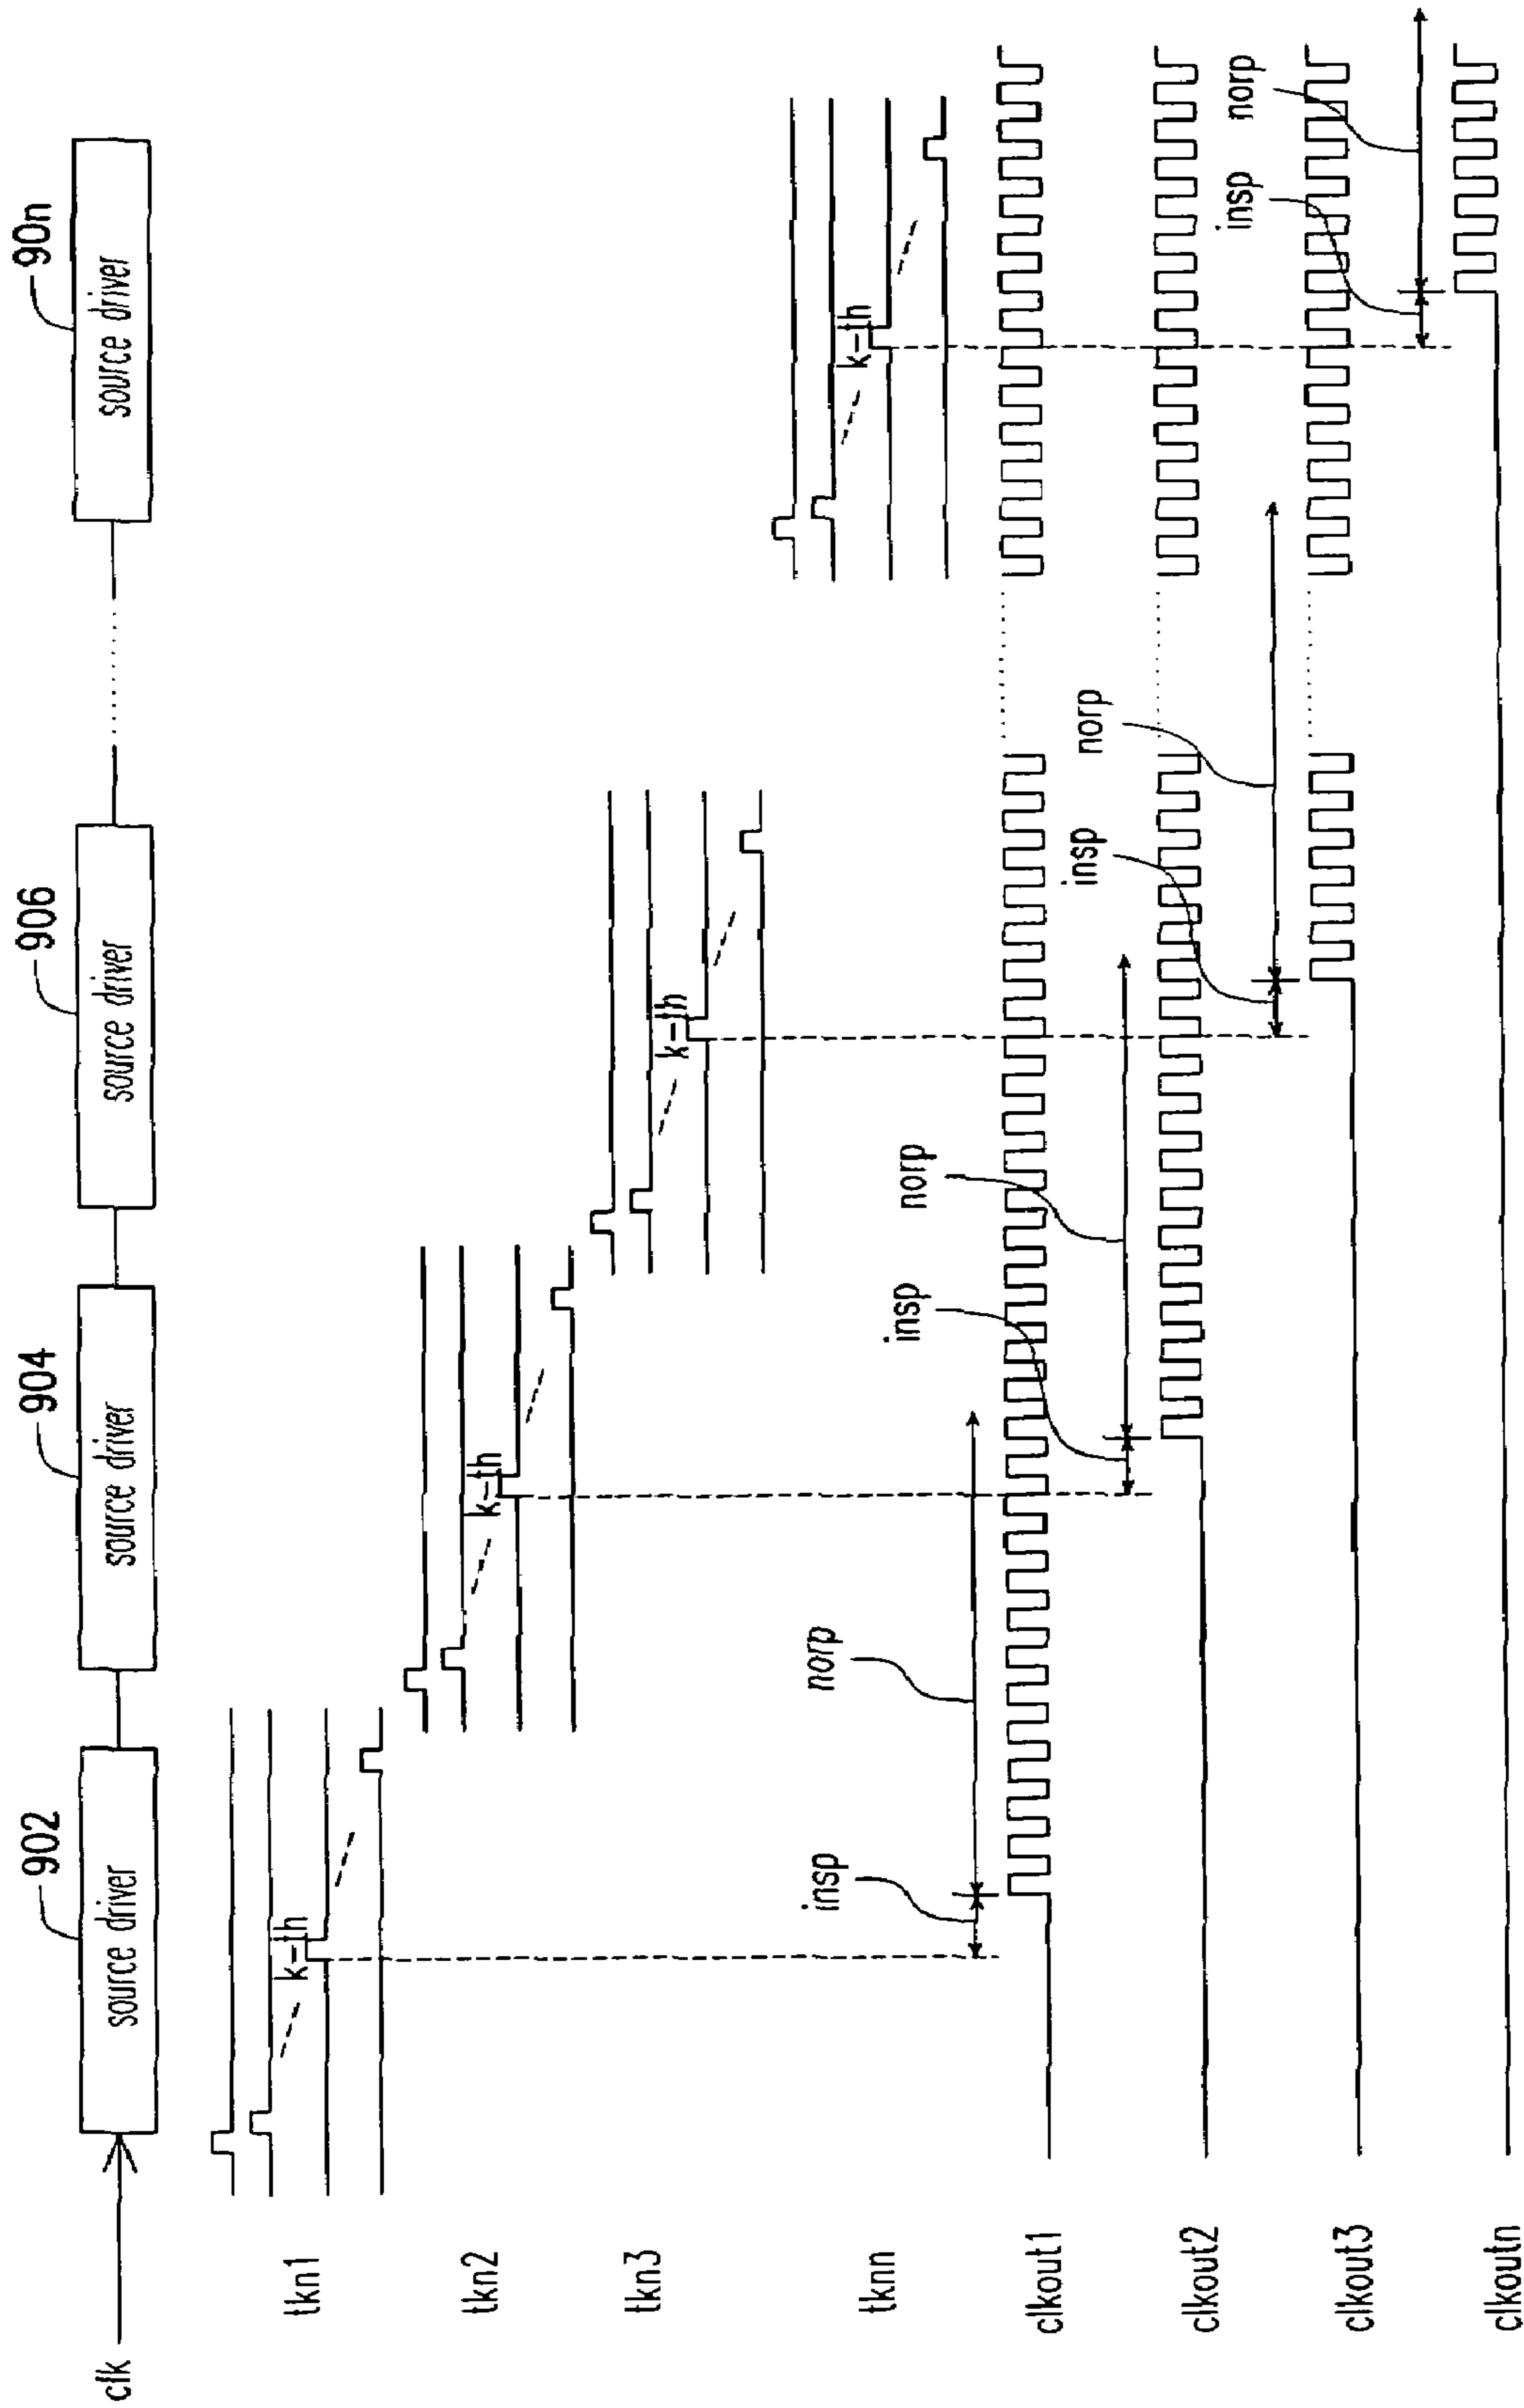 902
904
906
90n
clk
source driver
source driver
source driver
source driver
tkn1
k-th
tkn2
k-th
tkn3
k-th
tknn
k-th
clkout1
insp
norp
clkout2
insp
norp
clkout3
insp
norp
clkoutn
insp
norp